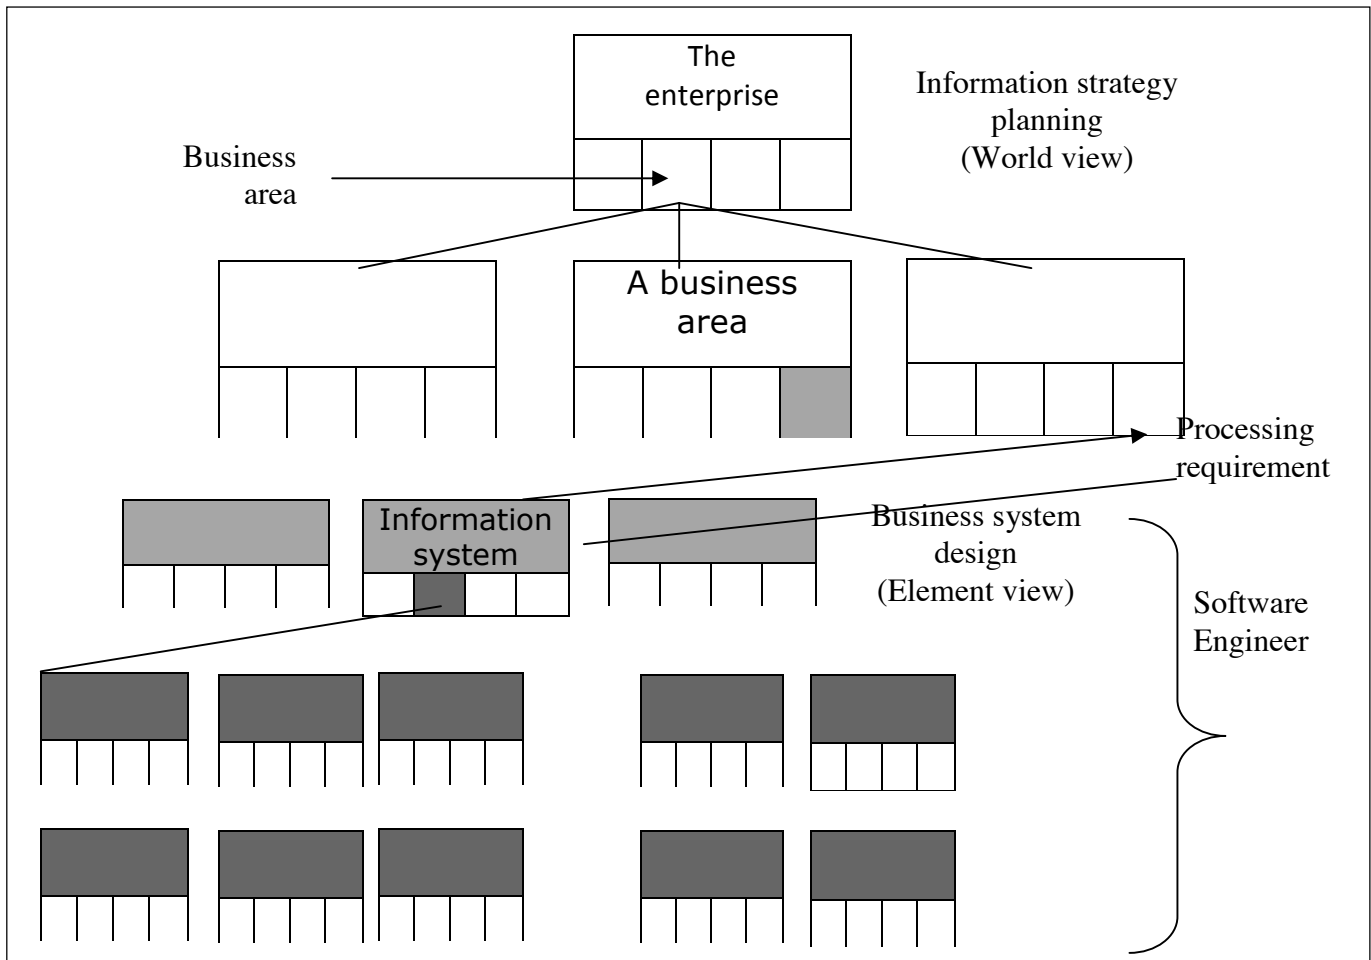 The
enterprise
Information strategy
planning
(World view)
Business
area
A business
area
Processing
requirement
Information
system
Business system
design
(Element view)
Software
Engineer